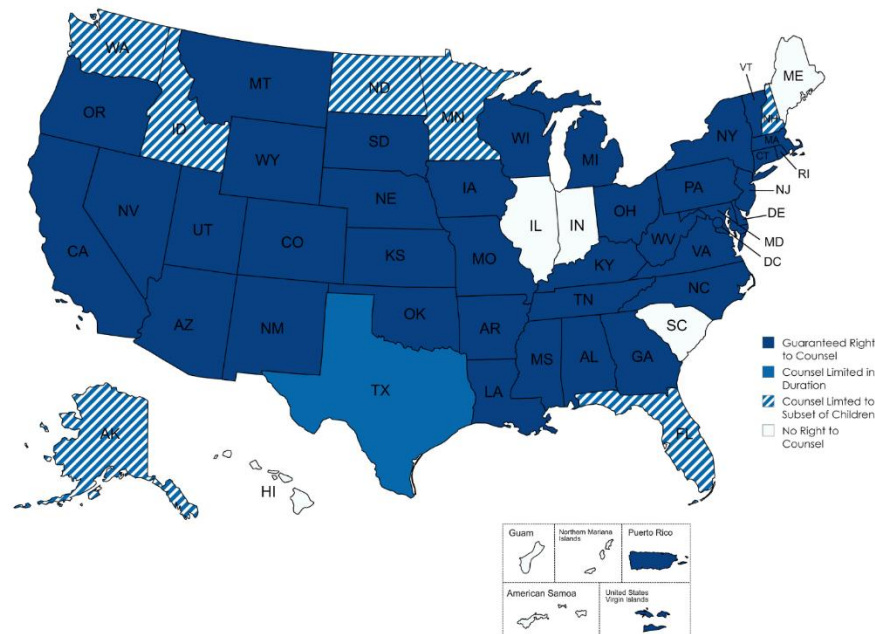 WA
MT
ND
MN
ME
VT
NH
OR
ID
WY
SD
WI
MI
NY
MA
CT
RI
NV
UT
CO
NE
IA
IL
IN
OH
PA
NJ
DE
MD
DC
CA
KS
MO
KY
WV
VA
AZ
NM
OK
AR
TN
NC
SC
TX
LA
MS
AL
GA
FL
AK
HI
Guaranteed Right
to Counsel
Counsel Limited in
Duration
Counsel Limted to
Subset of Children
No Right to
Counsel
Guam
Northern Mariana
Islands
Puerto Rico
American Samoa
United States
Virgin Islands